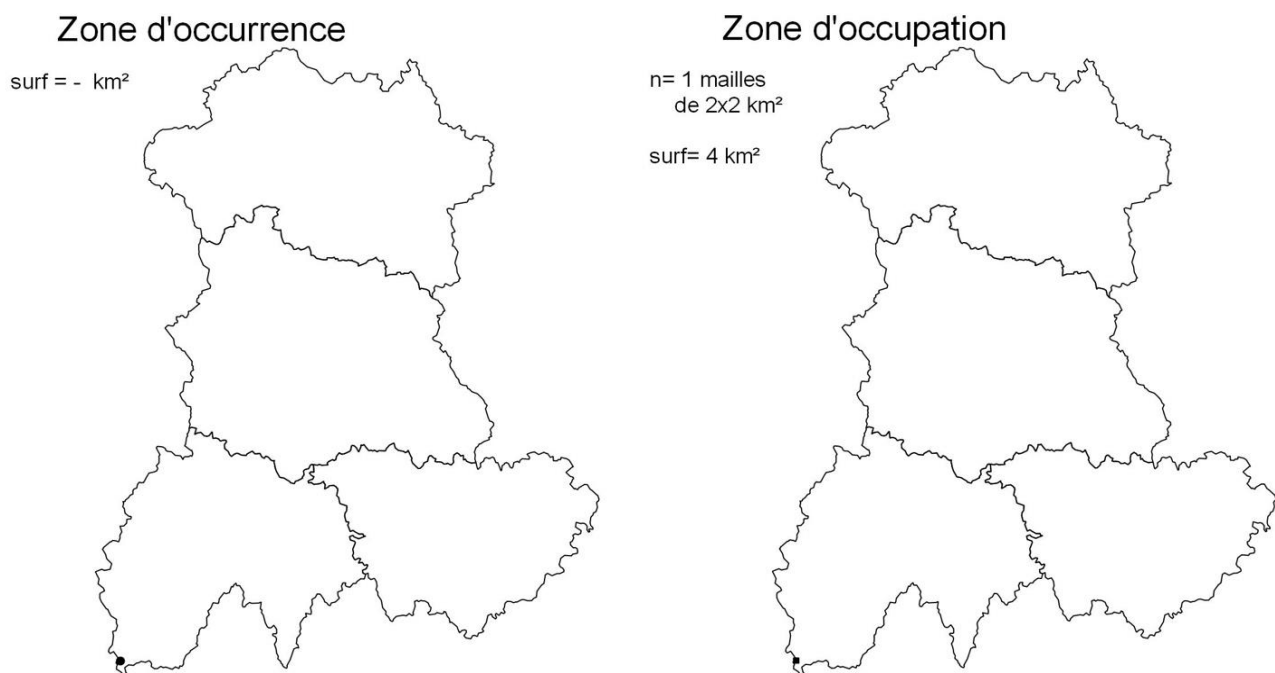 Zone d'occurrence
surf = - km²
Zone d'occupation
n= 1 mailles
de 2x2 km²
surf= 4 km²